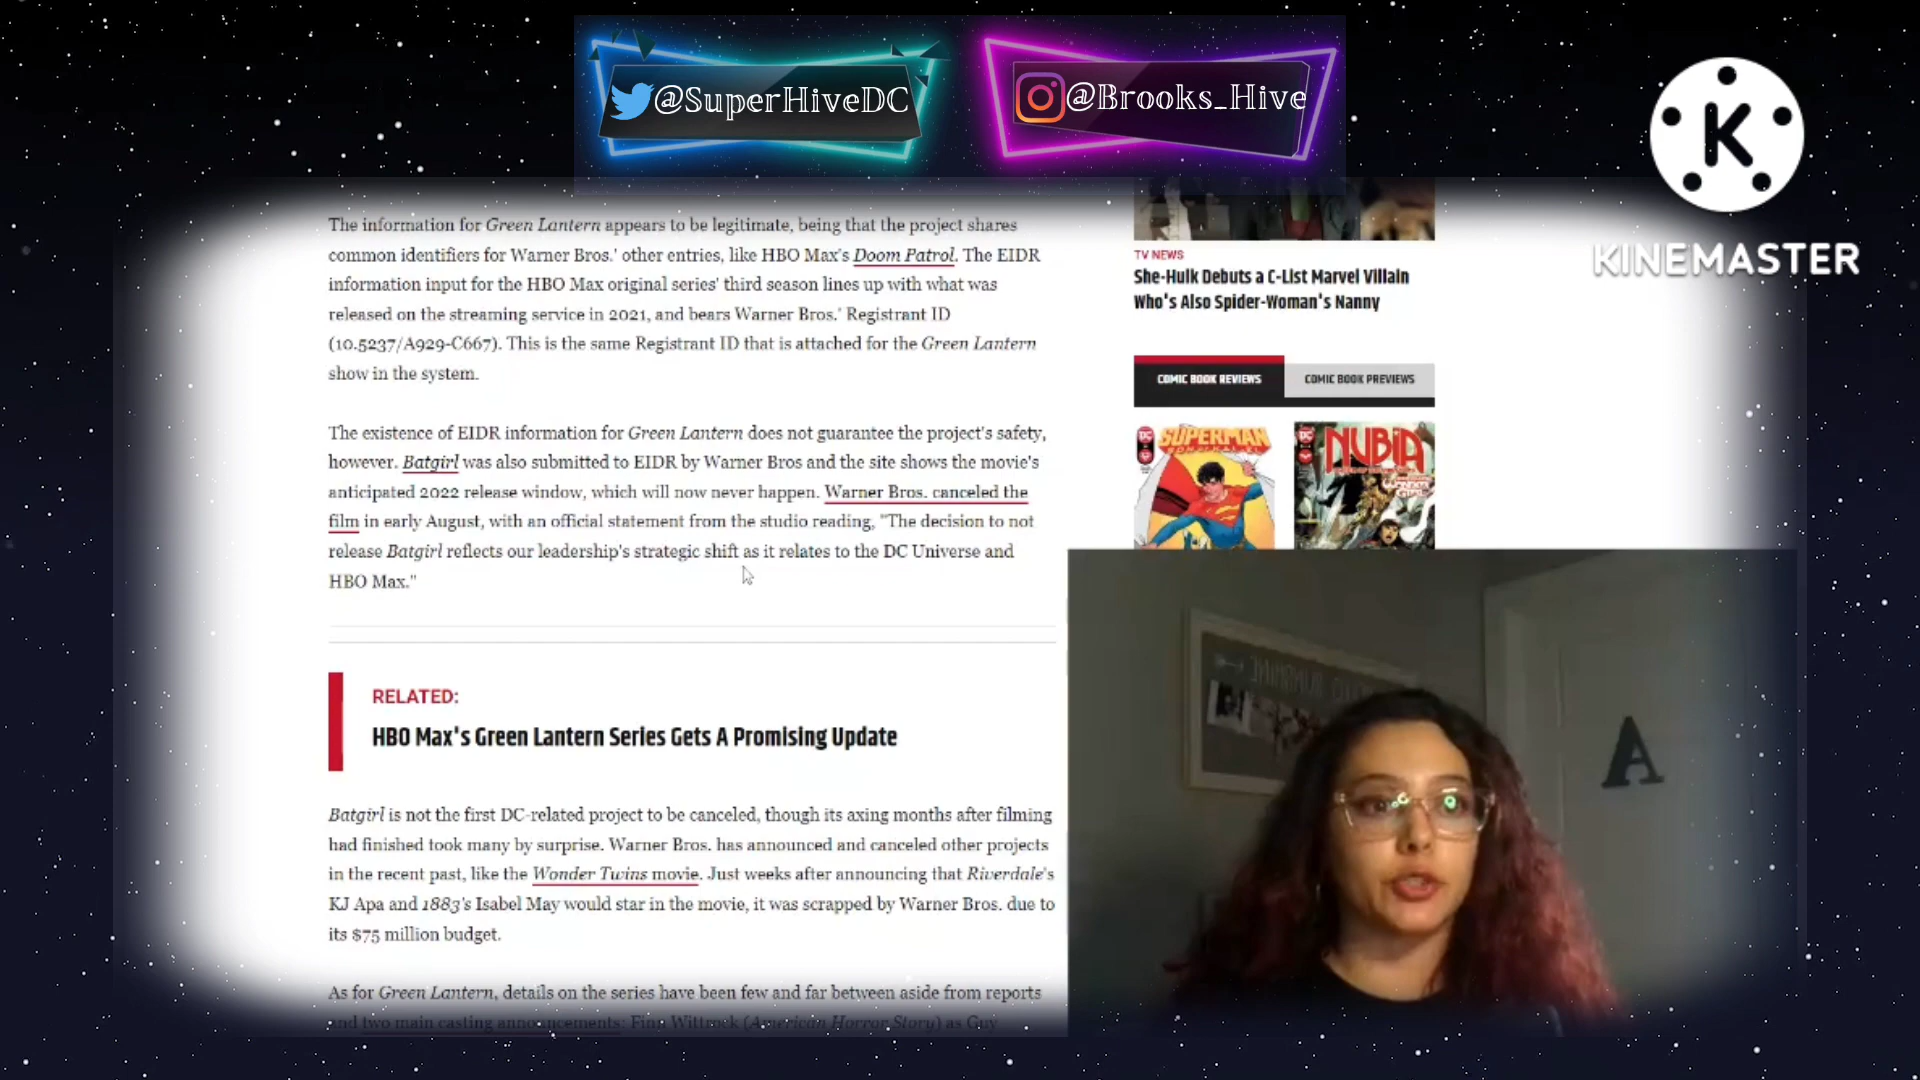 @SuperHiveDC
@Brooks_Hive
K
KINEMASTER
The information for Green Lantern appears to be legitimate, being that the project shares
common identifiers for Warner Bros.' other entries, like HBO Max's Doom Patrol. The EIDR
information input for the HBO Max original series' third season lines up with what was
released on the streaming service in 2021, and bears Warner Bros.' Registrant ID
(10.5237/A929-C667). This is the same Registrant ID that is attached for the Green Lantern
show in the system.
The existence of EIDR information for Green Lantern does not guarantee the project's safety,
however. Batgirl was also submitted to EIDR by Warner Bros and the site shows the movie's
anticipated 2022 release window, which will now never happen. Warner Bros. canceled the
film in early August, with an official statement from the studio reading, "The decision to not
release Batgirl reflects our leadership's strategic shift as it relates to the DC Universe and
HBO Max."
RELATED:
HBO Max's Green Lantern Series Gets A Promising Update
Batgirl is not the first DC-related project to be canceled, though its axing months after filming
had finished took many by surprise. Warner Bros. has announced and canceled other projects
in the recent past, like the Wonder Twins movie. Just weeks after announcing that Riverdale's
KJ Apa and 1883's Isabel May would star in the movie, it was scrapped by Warner Bros. due to
its $75 million budget.
As for Green Lantern, details on the series have been few and far between aside from reports
and two main casting announcements: Finn Wittrock (American Horror Story) as Guy
TV NEWS
She-Hulk Debuts a C-List Marvel Villain
Who's Also Spider-Woman's Nanny
COMIC BOOK REVIEWS
COMIC BOOK PREVIEWS
SUPERMAN
NUBIA
A